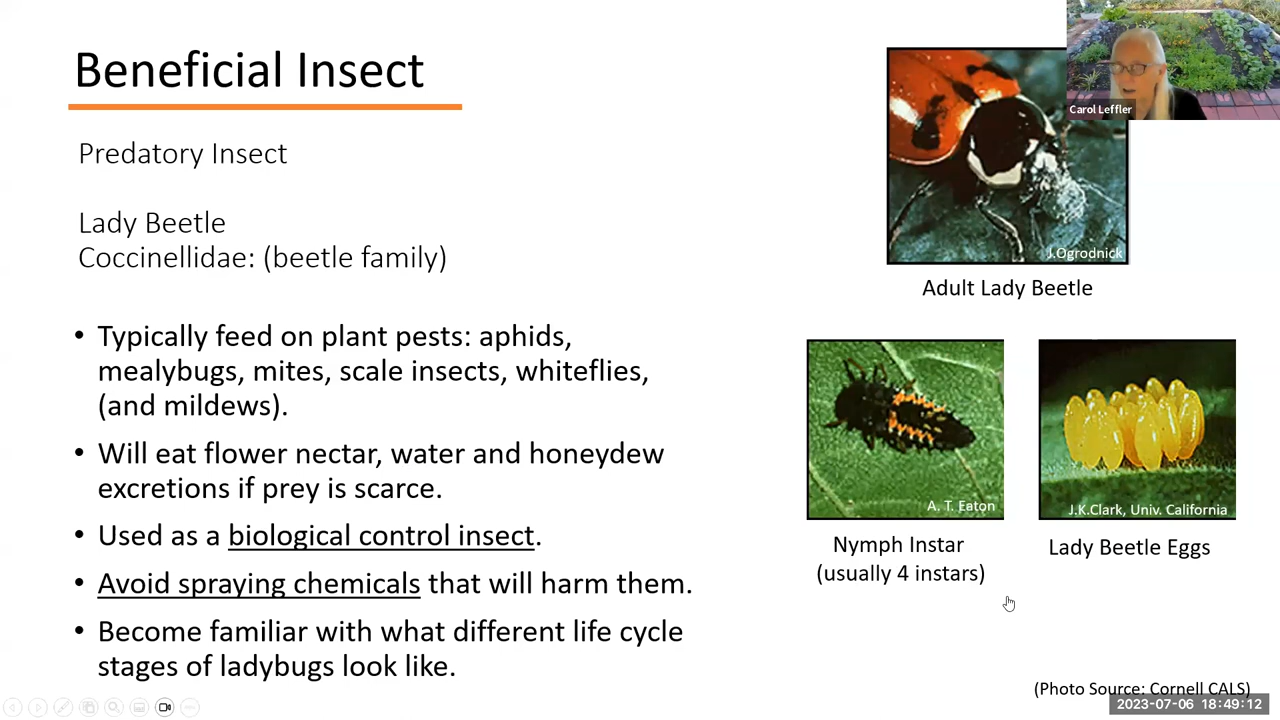 Beneficial Insect
Predatory Insect
Lady Beetle
Coccinellidae: (beetle family)
• Typically feed on plant pests: aphids,
mealybugs, mites, scale insects, whiteflies,
(and mildews).
• Will eat flower nectar, water and honeydew
excretions if prey is scarce.
• Used as a biological control insect.
• Avoid spraying chemicals that will harm them.
• Become familiar with what different life cycle
stages of ladybugs look like.
Carol Leffler
J.Ogrodnick
Adult Lady Beetle
A. T. Eaton
Nymph Instar
(usually 4 instars)
J.K.Clark, Univ. California
Lady Beetle Eggs
(Photo Source: Cornell CALS)
2023-07-06 18:49:12